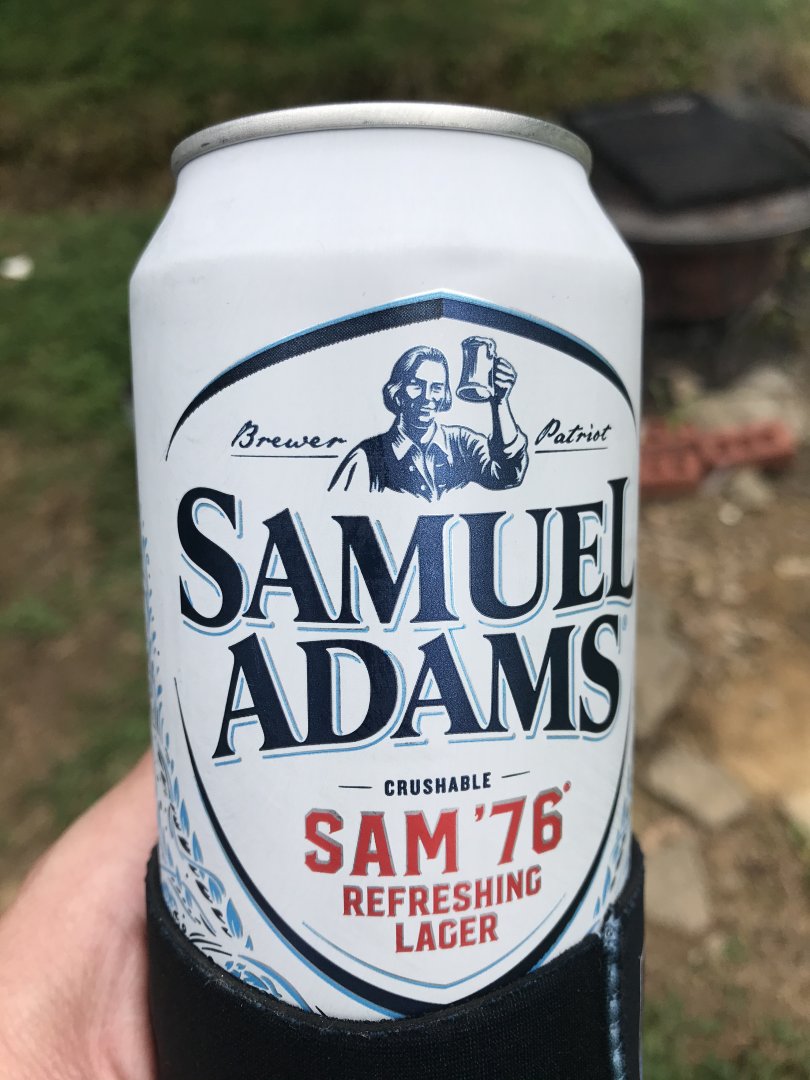 Brewer Patriot
SAMUEL
ADAMS
CRUSHABLE
SAM '76®
REFRESHING
LAGER